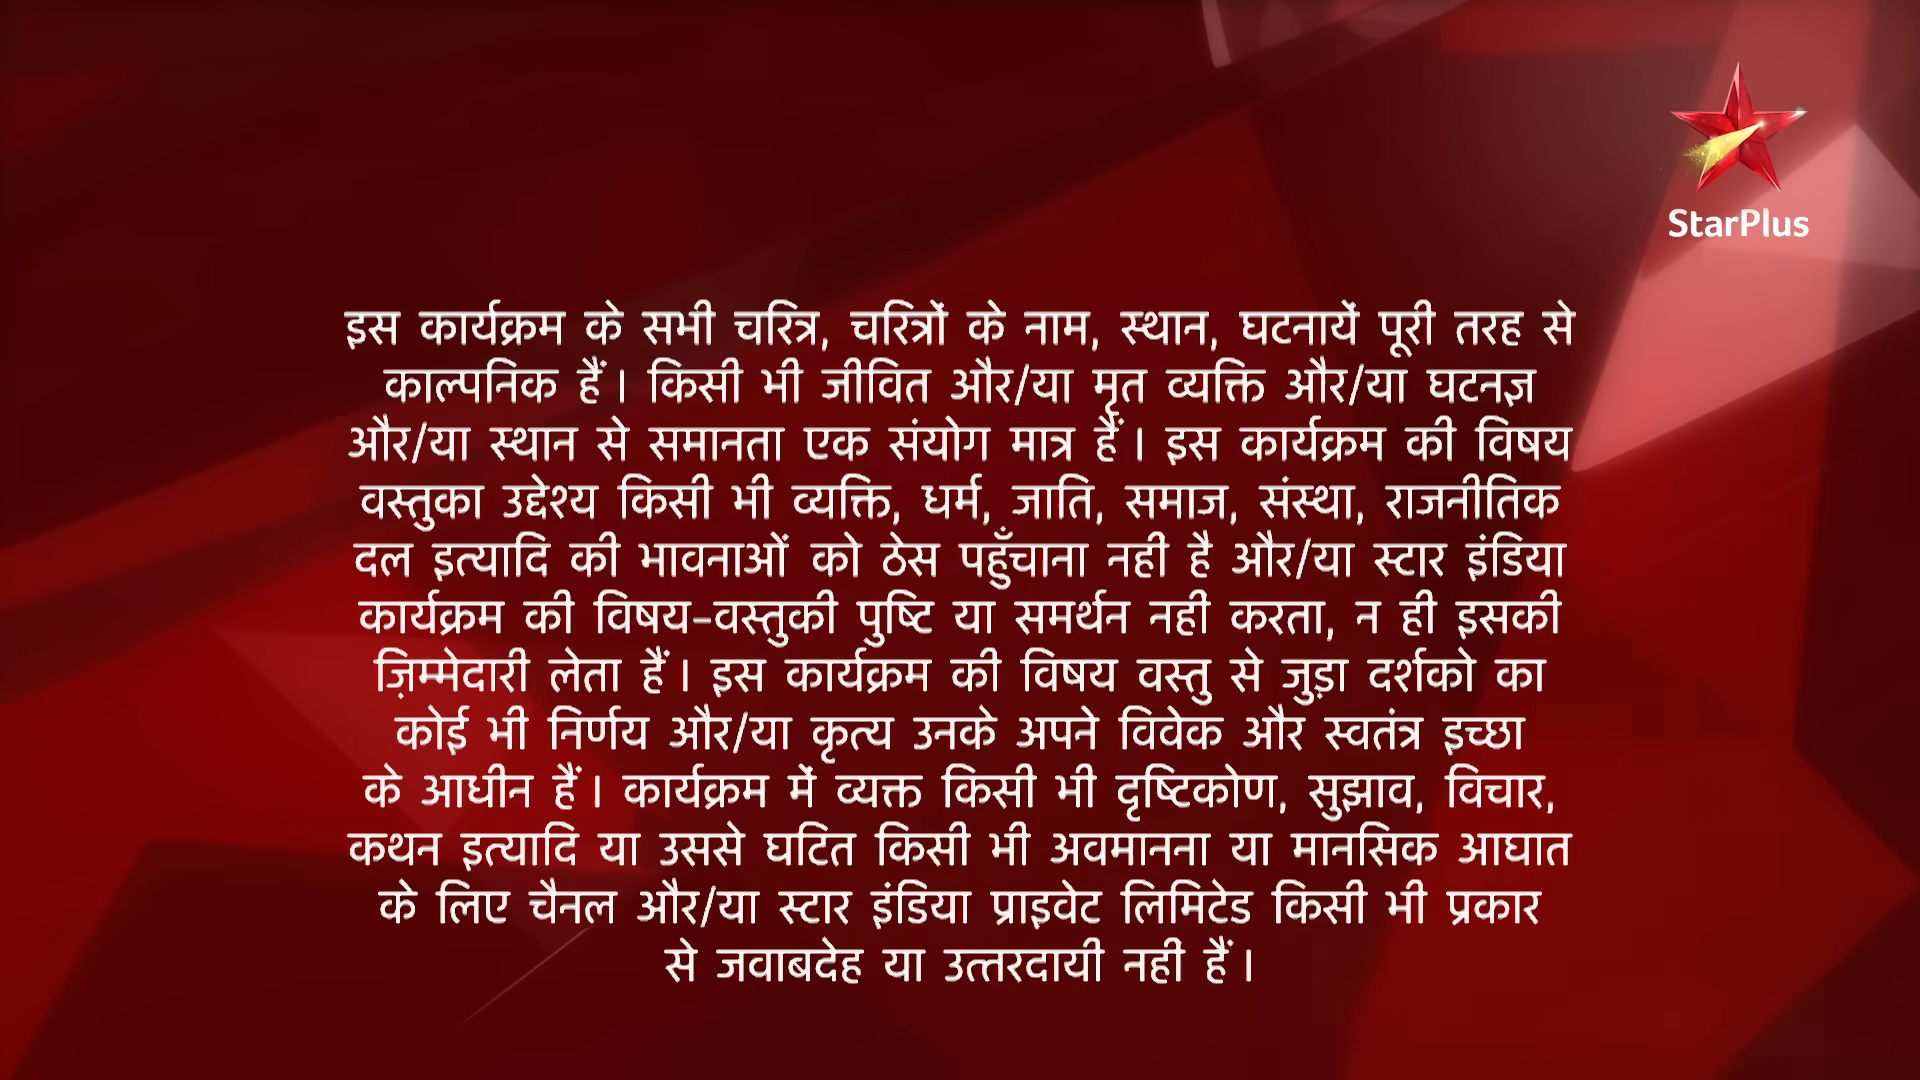 StarPlus
इस कार्यक्रम के सभी चरित्र, चरित्रों के नाम, स्थान, घटनायें पूरी तरह से
काल्पनिक हैं। किसी भी जीवित और/या मृत व्यक्ति और/या घटनज्ञ
और/या स्थान से समानता एक संयोग मात्र हैं। इस कार्यक्रम की विषय
वस्तुका उद्देश्य किसी भी व्यक्ति, धर्म, जाति, समाज, संस्था, राजनीतिक
दल इत्यादि की भावनाओं को ठेस पहुँचाना नही है और/या स्टार इंडिया
कार्यक्रम की विषय-वस्तुकी पुष्टि या समर्थन नही करता, न ही इसकी
ज़िम्मेदारी लेता हैं। इस कार्यक्रम की विषय वस्तु से जुड़ा दर्शको का
कोई भी निर्णय और/या कृत्य उनके अपने विवेक और स्वतंत्र इच्छा
के आधीन हैं। कार्यक्रम में व्यक्त किसी भी दृष्टिकोण, सुझाव, विचार,
कथन इत्यादि या उससे घटित किसी भी अवमानना या मानसिक आघात
के लिए चैनल और/या स्टार इंडिया प्राइवेट लिमिटेड किसी भी प्रकार
से जवाबदेह या उत्तरदायी नही हैं।